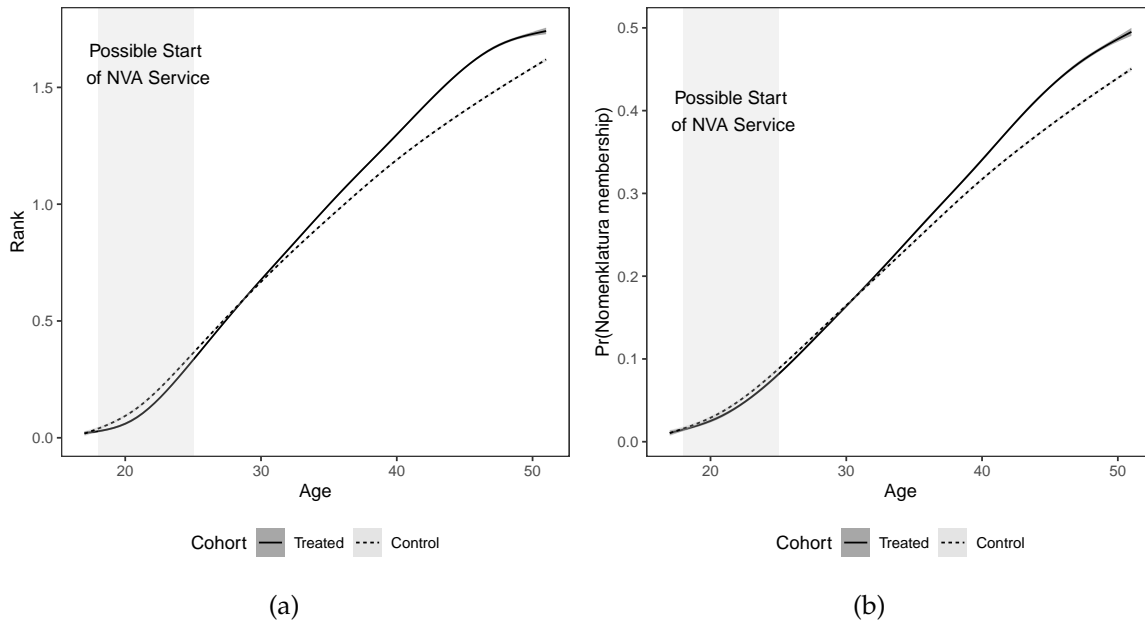 Possible Start
of NVA Service
Rank
1.5
1.0
0.5
0.0
20
30
40
50
Age
Cohort Treated Control
(a)
Possible Start
of NVA Service
Pr(Nomenklatura membership)
0.5
0.4
0.3
0.2
0.1
0.0
20
30
40
50
Age
Cohort Treated Control
(b)